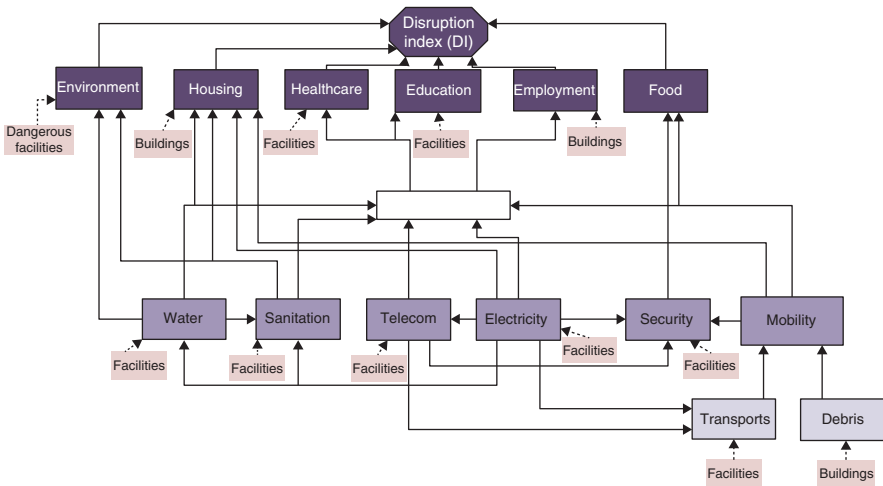 Disruption
index (DI)
Environment
Housing
Healthcare
Education
Employment
Food
Dangerous
facilities
Buildings
Facilities
Facilities
Buildings
Water
Sanitation
Telecom
Electricity
Security
Mobility
Facilities
Facilities
Facilities
Facilities
Facilities
Transports
Debris
Facilities
Buildings